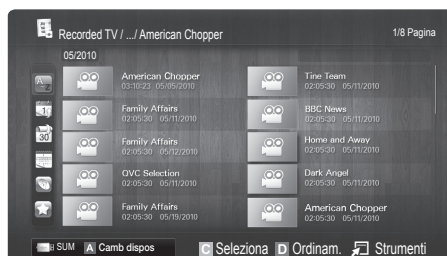 Recorded TV / .../ American Chopper
1/8 Pagina
05/2010
American Chopper
03:10:23 05/05/2010
Tine Team
02:05:30 05/11/2010
Family Affairs
02:05:30 05/11/2010
BBC News
02:05:30 05/11/2010
Family Affairs
02:05:30 05/12/2010
Home and Away
02:05:30 05/11/2010
QVC Selection
02:05:30 05/11/2010
Dark Angel
02:05:30 05/11/2010
Family Affairs
02:05:30 05/19/2010
American Chopper
02:05:30 05/11/2010
A Z
1
30
SUM A Camb dispos C Seleziona D Ordinam. Strumenti